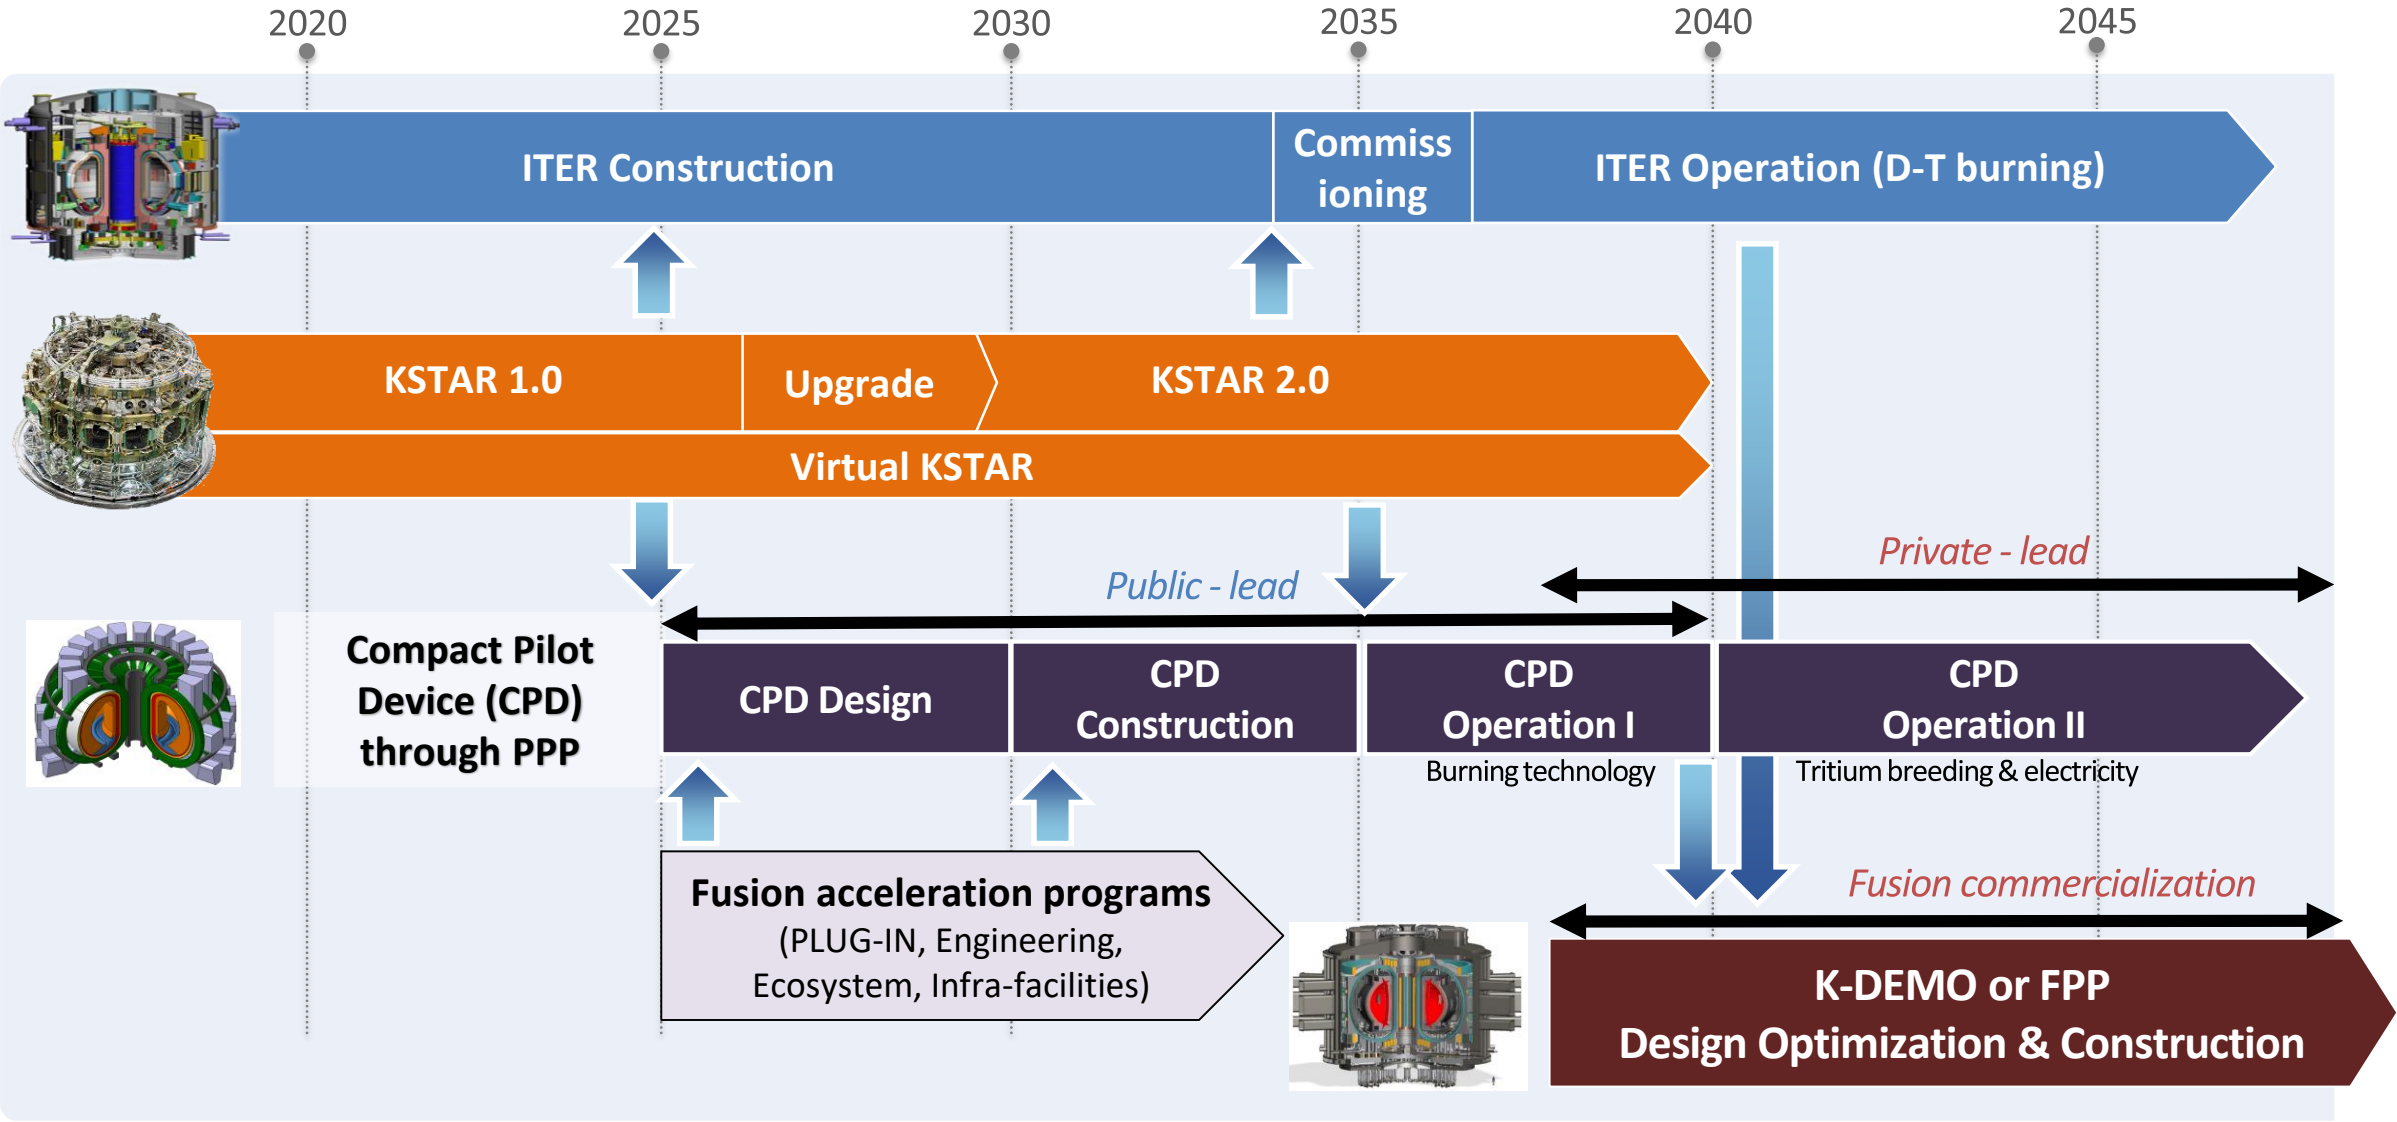 2020 2025 2030 2035 2040 2045
ITER Construction
Commiss
ioning
ITER Operation (D-T burning)
KSTAR 1.0
Upgrade
KSTAR 2.0
Virtual KSTAR
Private - lead
Public - lead
Compact Pilot
Device (CPD)
through PPP
CPD Design
CPD
Construction
CPD
Operation I
CPD
Operation II
Burning technology
Tritium breeding & electricity
Fusion acceleration programs
(PLUG-IN, Engineering,
Ecosystem, Infra-facilities)
Fusion commercialization
K-DEMO or FPP
Design Optimization & Construction